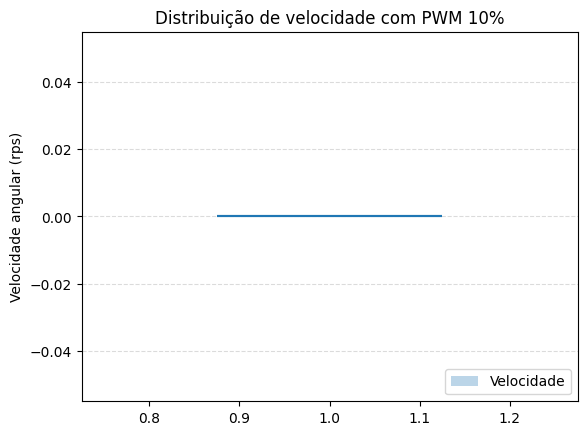 Distribuição de velocidade com PWM 10%
Velocidade angular (rps)
0.04
0.02
0.00
−0.02
−0.04
Velocidade
0.8 0.9 1.0 1.1 1.2